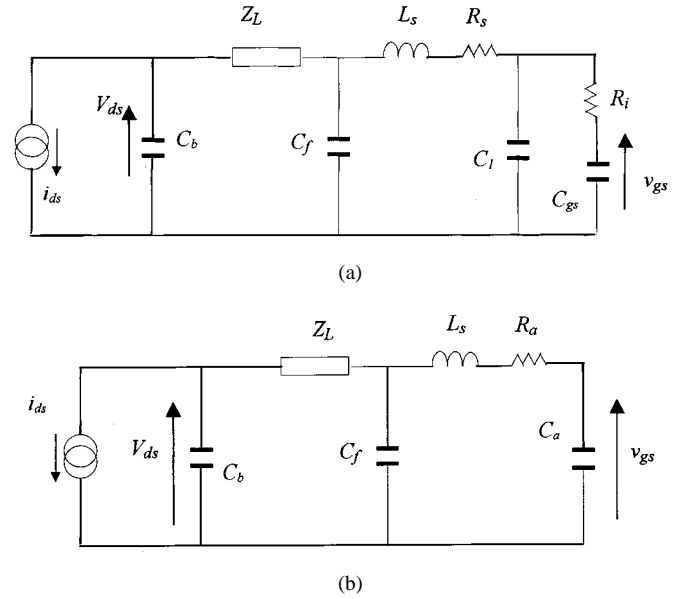 Z_L
L_s
R_s
V_ds
C_b
C_f
C_1
R_i
i_ds
C_gs
v_gs
(a)
Z_L
L_s
R_a
i_ds
V_ds
C_b
C_f
C_a
v_gs
(b)